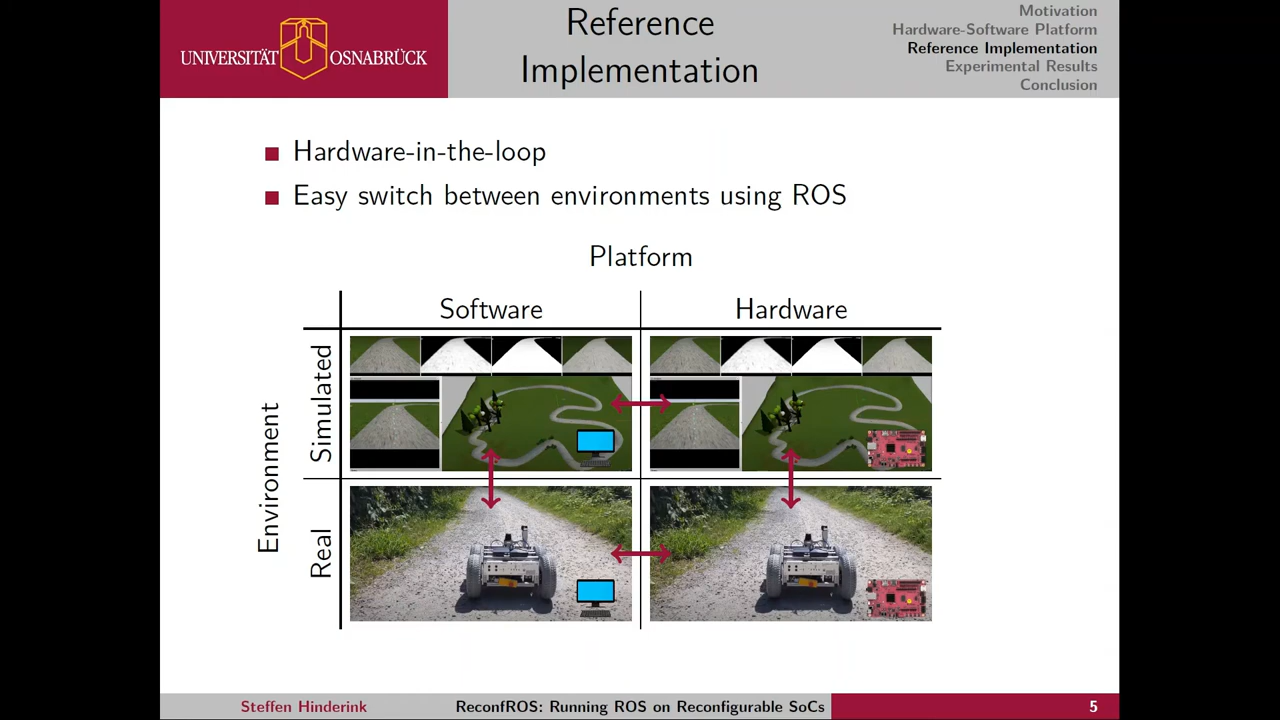 UNIVERSITÄT OSNABRÜCK
Reference
Implementation
Motivation
Hardware-Software Platform
Reference Implementation
Experimental Results
Conclusion
Hardware-in-the-loop
Easy switch between environments using ROS
Platform
Software
Hardware
Environment
Simulated
Real
Steffen Hinderink
ReconfROS: Running ROS on Reconfigurable SoCs
5